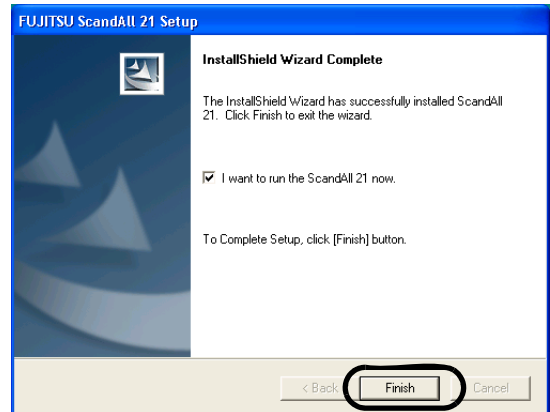 FUJITSU ScandAll 21 Setup
InstallShield Wizard Complete
The InstallShield Wizard has successfully installed ScandAll
21. Click Finish to exit the wizard.
I want to run the ScandAll 21 now.
To Complete Setup, click [Finish] button.
< Back Finish Cancel